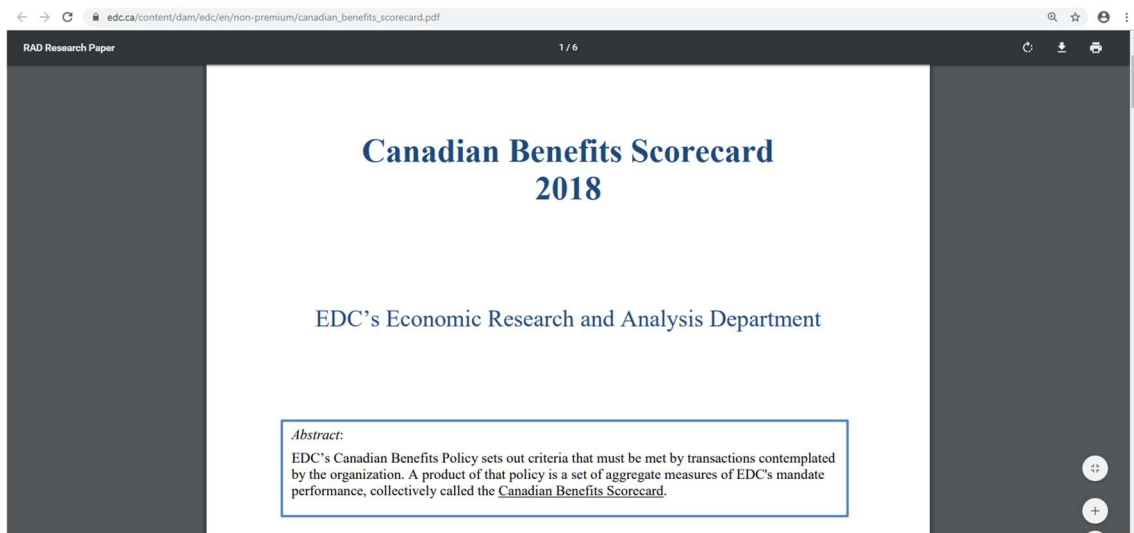 edc.ca/content/dam/edc/en/non-premium/canadian_benefits_scorecard.pdf
RAD Research Paper
1 / 6
Canadian Benefits Scorecard
2018
EDC’s Economic Research and Analysis Department
Abstract:
EDC’s Canadian Benefits Policy sets out criteria that must be met by transactions contemplated
by the organization. A product of that policy is a set of aggregate measures of EDC's mandate
performance, collectively called the Canadian Benefits Scorecard.